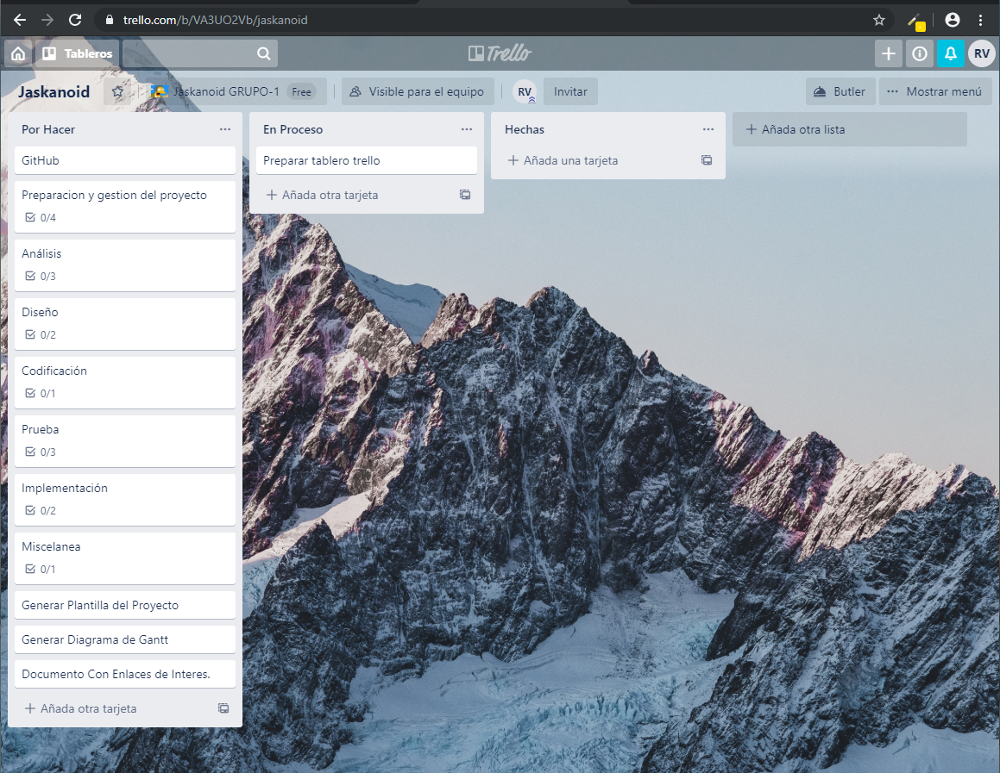 trello.com/b/VA3UO2Vb/jaskanoid
Tableros
Trello
RV
Jaskanoid
Jaskanoid GRUPO-1 Free
Visible para el equipo
RV
Invitar
Butler
Mostrar menú
Por Hacer
GitHub
Preparacion y gestion del proyecto
0/4
Análisis
0/3
Diseño
0/2
Codificación
0/1
Prueba
0/3
Implementación
0/2
Miscelanea
0/1
Generar Plantilla del Proyecto
Generar Diagrama de Gantt
Documento Con Enlaces de Interes.
Añada otra tarjeta
En Proceso
Preparar tablero trello
Añada otra tarjeta
Hechas
Añada una tarjeta
Añada otra lista